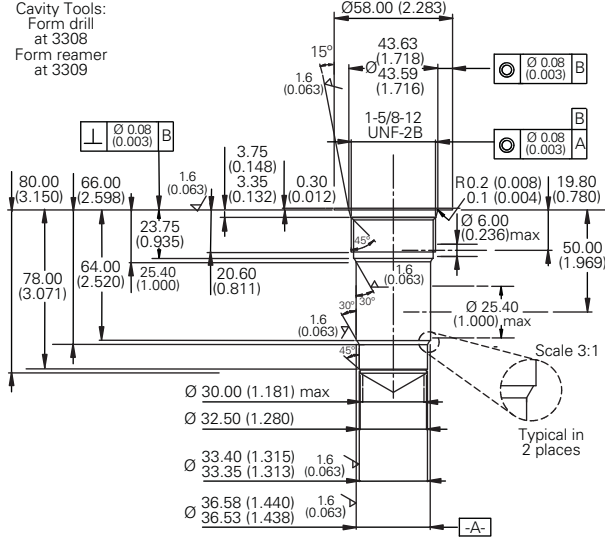 Cavity Tools:
Form drill
at 3308
Form reamer
at 3309
Ø58.00 (2.283)
15°
43.63
(1.718)
Ø
43.59
(1.716)
1.6
(0.063)
◎ Ø 0.08 (0.003) B
1-5/8-12
UNF-2B
B
◎ Ø 0.08 (0.003) A
⊥ Ø 0.08 (0.003) B
80.00
(3.150)
66.00
(2.598)
1.6
(0.063)
3.75
(0.148)
3.35
(0.132)
0.30
(0.012)
R0.2 (0.008)
0.1 (0.004)
19.80
(0.780)
23.75
(0.935)
45°
Ø 6.00
(0.236)max
50.00
(1.969)
78.00
(3.071)
64.00
(2.520)
25.40
(1.000)
20.60
(0.811)
1.6
(0.063)
30°
30°
Ø 25.40
(1.000) max
1.6
(0.063)
45°
Scale 3:1
Typical in
2 places
Ø 30.00 (1.181) max
Ø 32.50 (1.280)
Ø 33.40 (1.315)
33.35 (1.313)
1.6
(0.063)
Ø 36.58 (1.440)
36.53 (1.438)
1.6
(0.063)
-A-